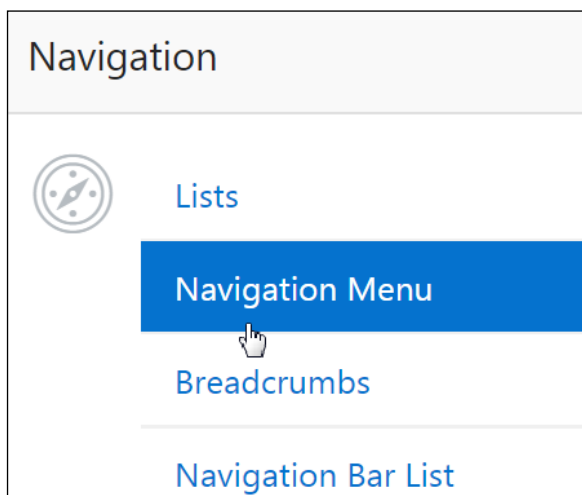 Navigation
Lists
Navigation Menu
Breadcrumbs
Navigation Bar List